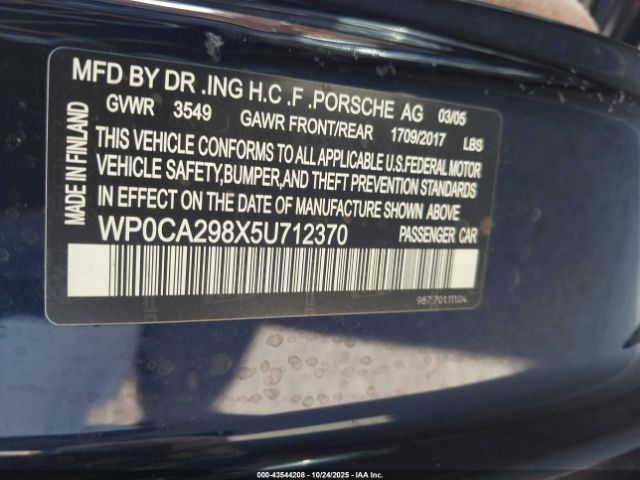 MFD BY DR .ING H.C .F .PORSCHE AG 03/05
GVWR 3549 GAWR FRONT/REAR 1709/2017 LBS
THIS VEHICLE CONFORMS TO ALL APPLICABLE U.S.FEDERAL MOTOR
VEHICLE SAFETY,BUMPER,AND THEFT PREVENTION STANDARDS
IN EFFECT ON THE DATE OF MANUFACTURE SHOWN ABOVE
WP0CA298X5U712370 PASSENGER CAR
MADE IN FINLAND
987.701.111.04
000-43544208 - 10/24/2025 - IAAI.com